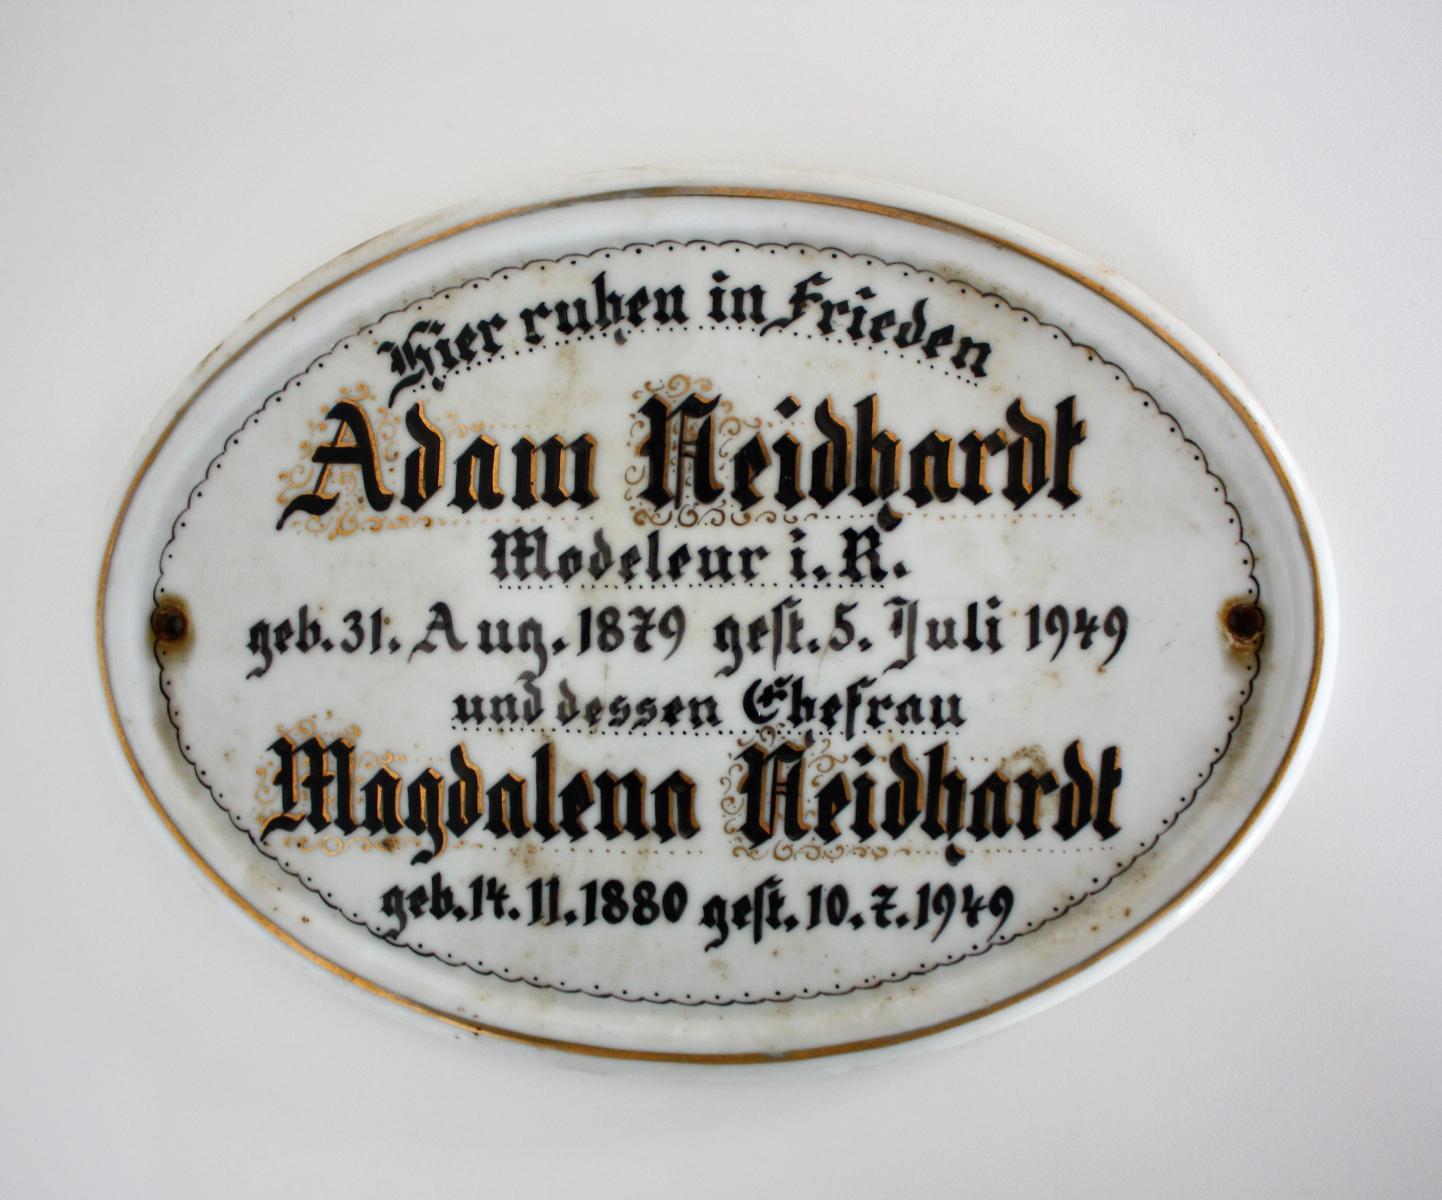 Hier ruhen in Frieden
Adam Neidhardt
Modeleur i. R.
geb. 31. Aug. 1879 gest. 5. Juli 1949
und dessen Ehefrau
Magdalena Neidhardt
geb. 14. 11. 1880 gest. 10. 7. 1949